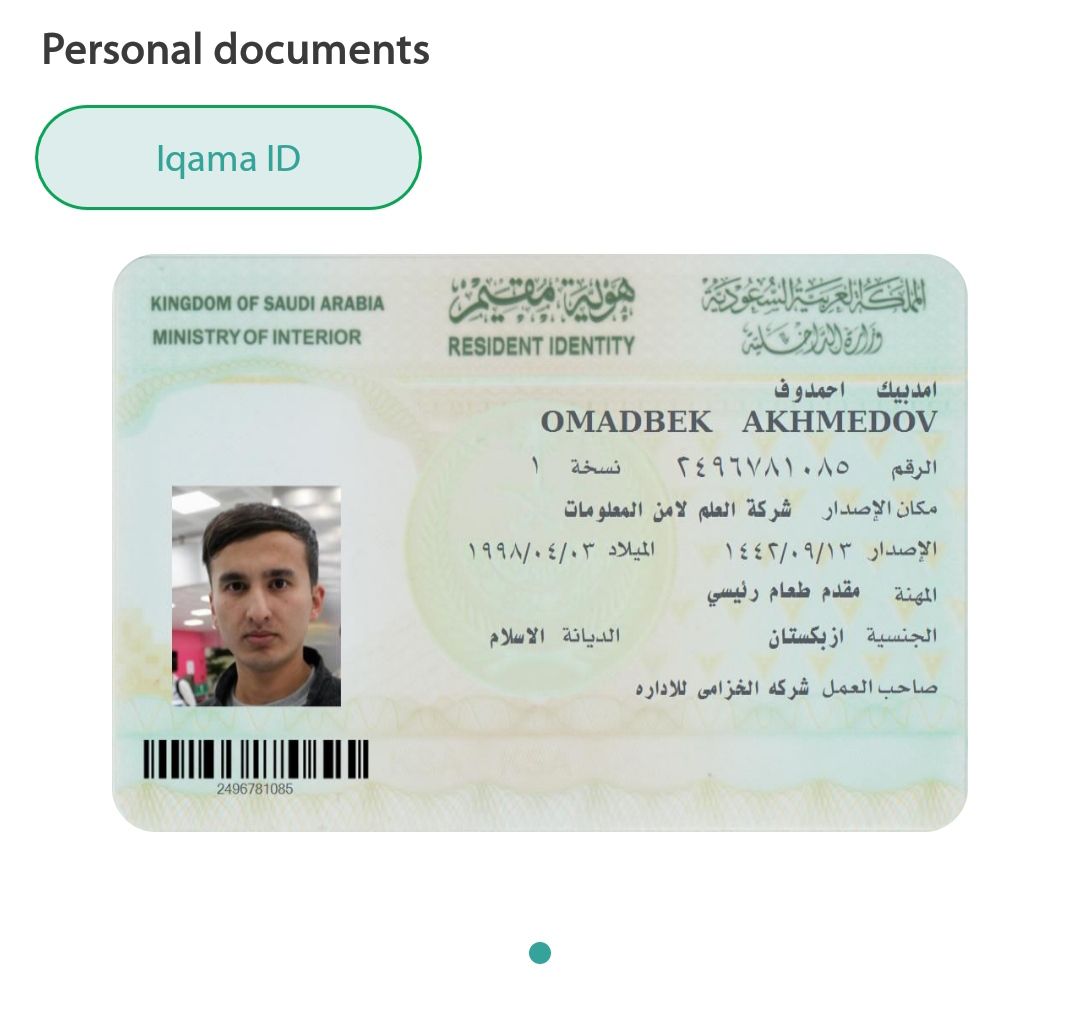 Personal documents
Iqama ID
KINGDOM OF SAUDI ARABIA
MINISTRY OF INTERIOR
هوية مقيم
RESIDENT IDENTITY
المملكة العربية السعودية
وزارة الداخلية
امدبيك احمدوف
OMADBEK AKHMEDOV
الرقم ٢٤٩٦٧٨١٠٨٥ نسخة ١
مكان الإصدار شركة العلم لامن المعلومات
الإصدار ١٤٤٢/٠٩/١٣ الميلاد ١٩٩٨/٠٤/٠٣
المهنة مقدم طعام رئيسي
الجنسية ازبكستان الديانة الاسلام
صاحب العمل شركه الخزامى للاداره
2496781085